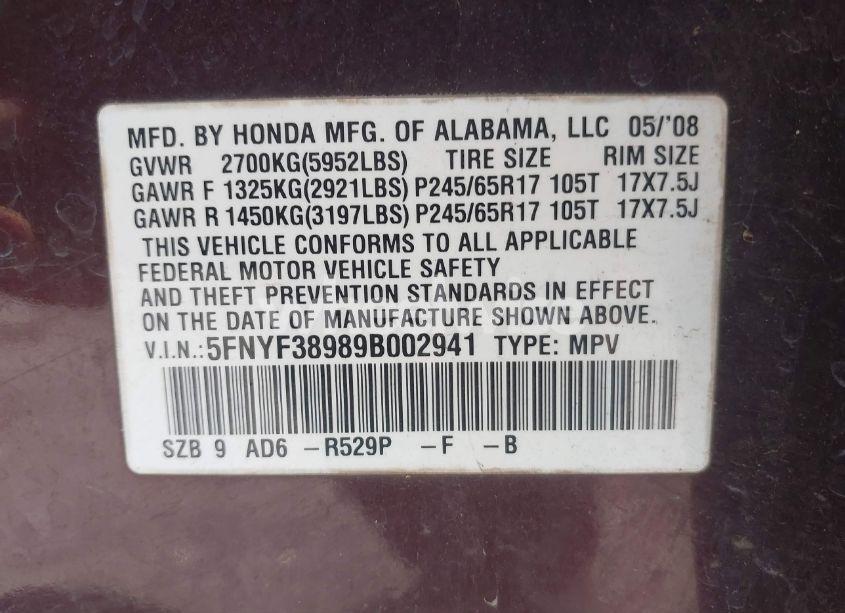 MFD. BY HONDA MFG. OF ALABAMA, LLC 05/'08
GVWR 2700KG(5952LBS) TIRE SIZE RIM SIZE
GAWR F 1325KG(2921LBS) P245/65R17 105T 17X7.5J
GAWR R 1450KG(3197LBS) P245/65R17 105T 17X7.5J
THIS VEHICLE CONFORMS TO ALL APPLICABLE
FEDERAL MOTOR VEHICLE SAFETY
AND THEFT PREVENTION STANDARDS IN EFFECT
ON THE DATE OF MANUFACTURE SHOWN ABOVE.
V.I.N.:5FNYF38989B002941 TYPE: MPV
SZB 9 AD6 –R529P –F –B